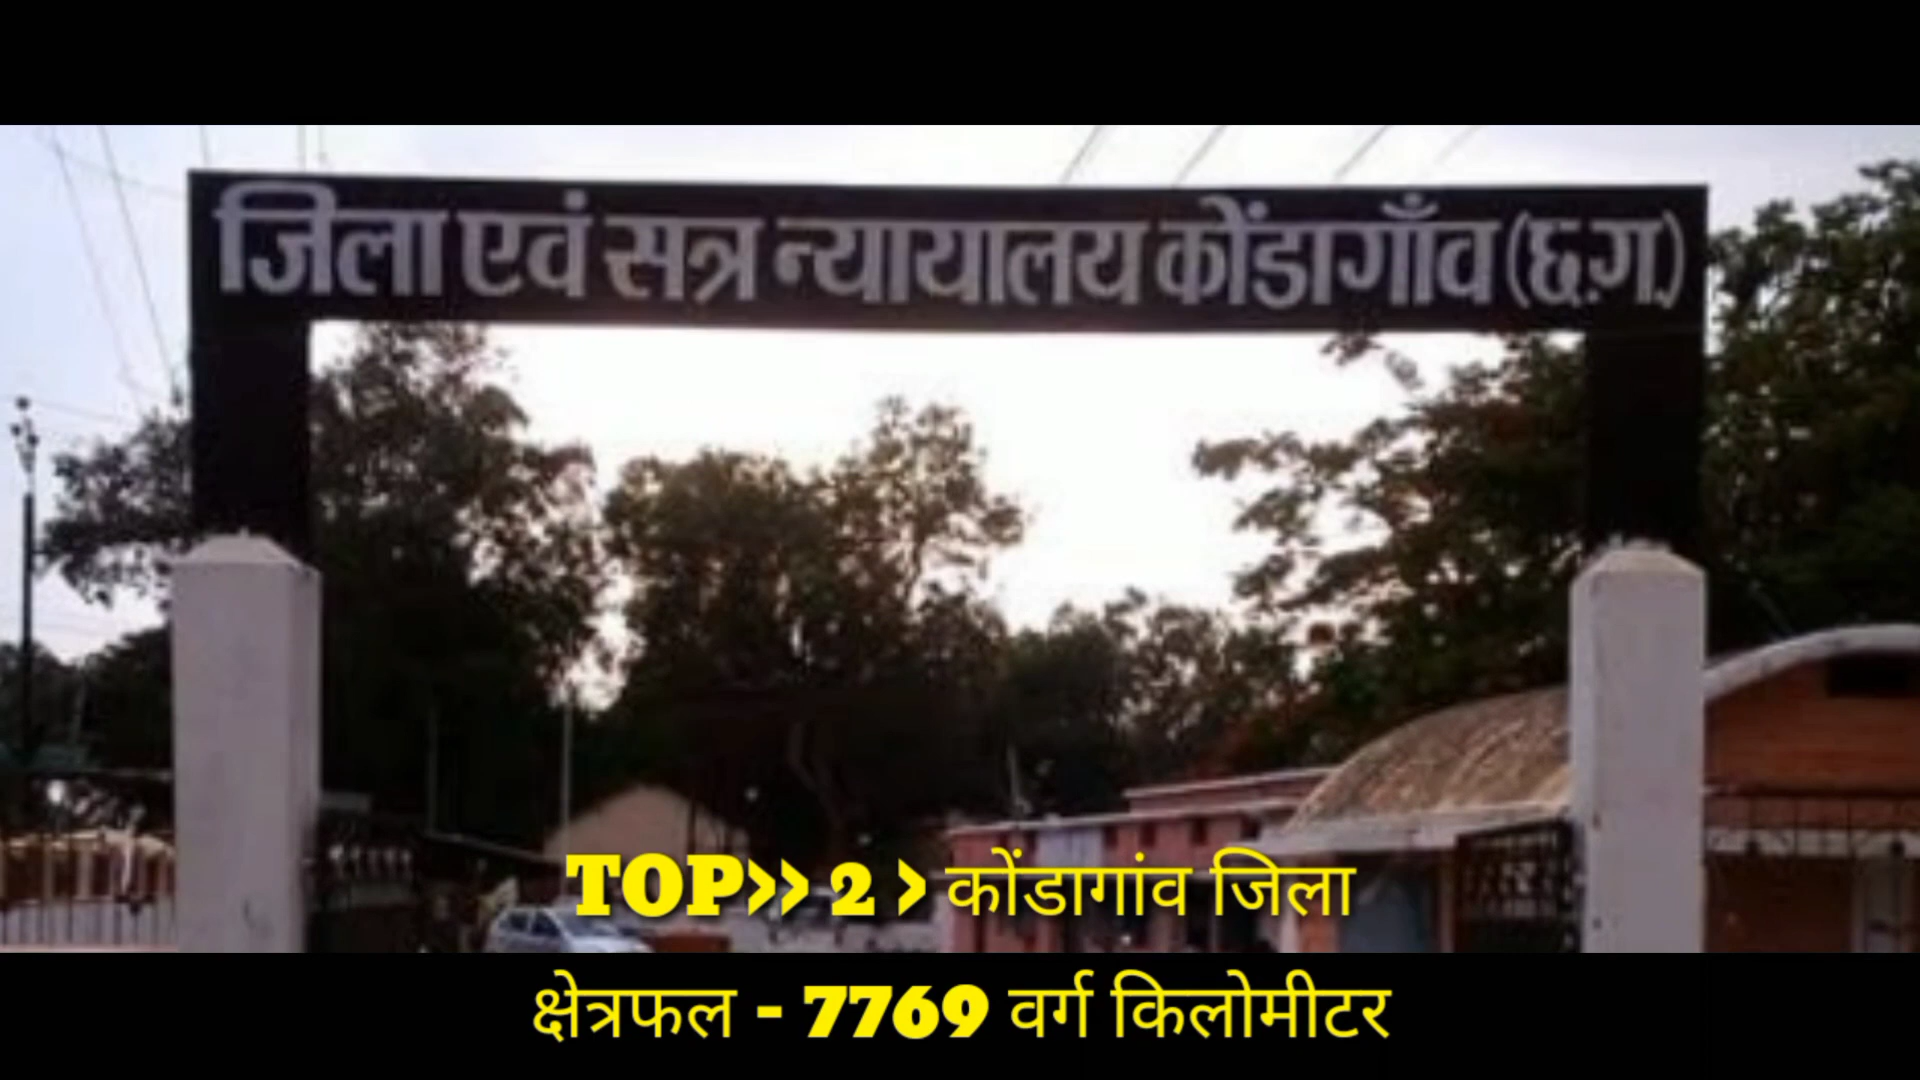 जिला एवं सत्र न्यायालय कोंडागाँव (छ.ग.)
TOP>> 2 > कोंडागांव जिला
क्षेत्रफल - 7769 वर्ग किलोमीटर